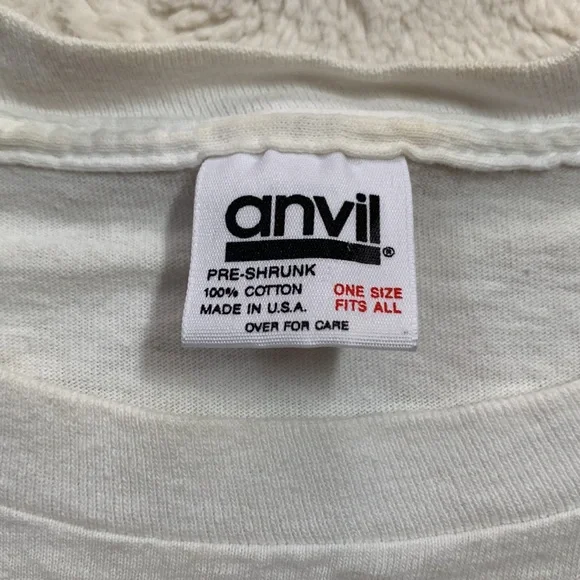 anvil®
PRE-SHRUNK
100% COTTON
MADE IN U.S.A.
ONE SIZE
FITS ALL
OVER FOR CARE